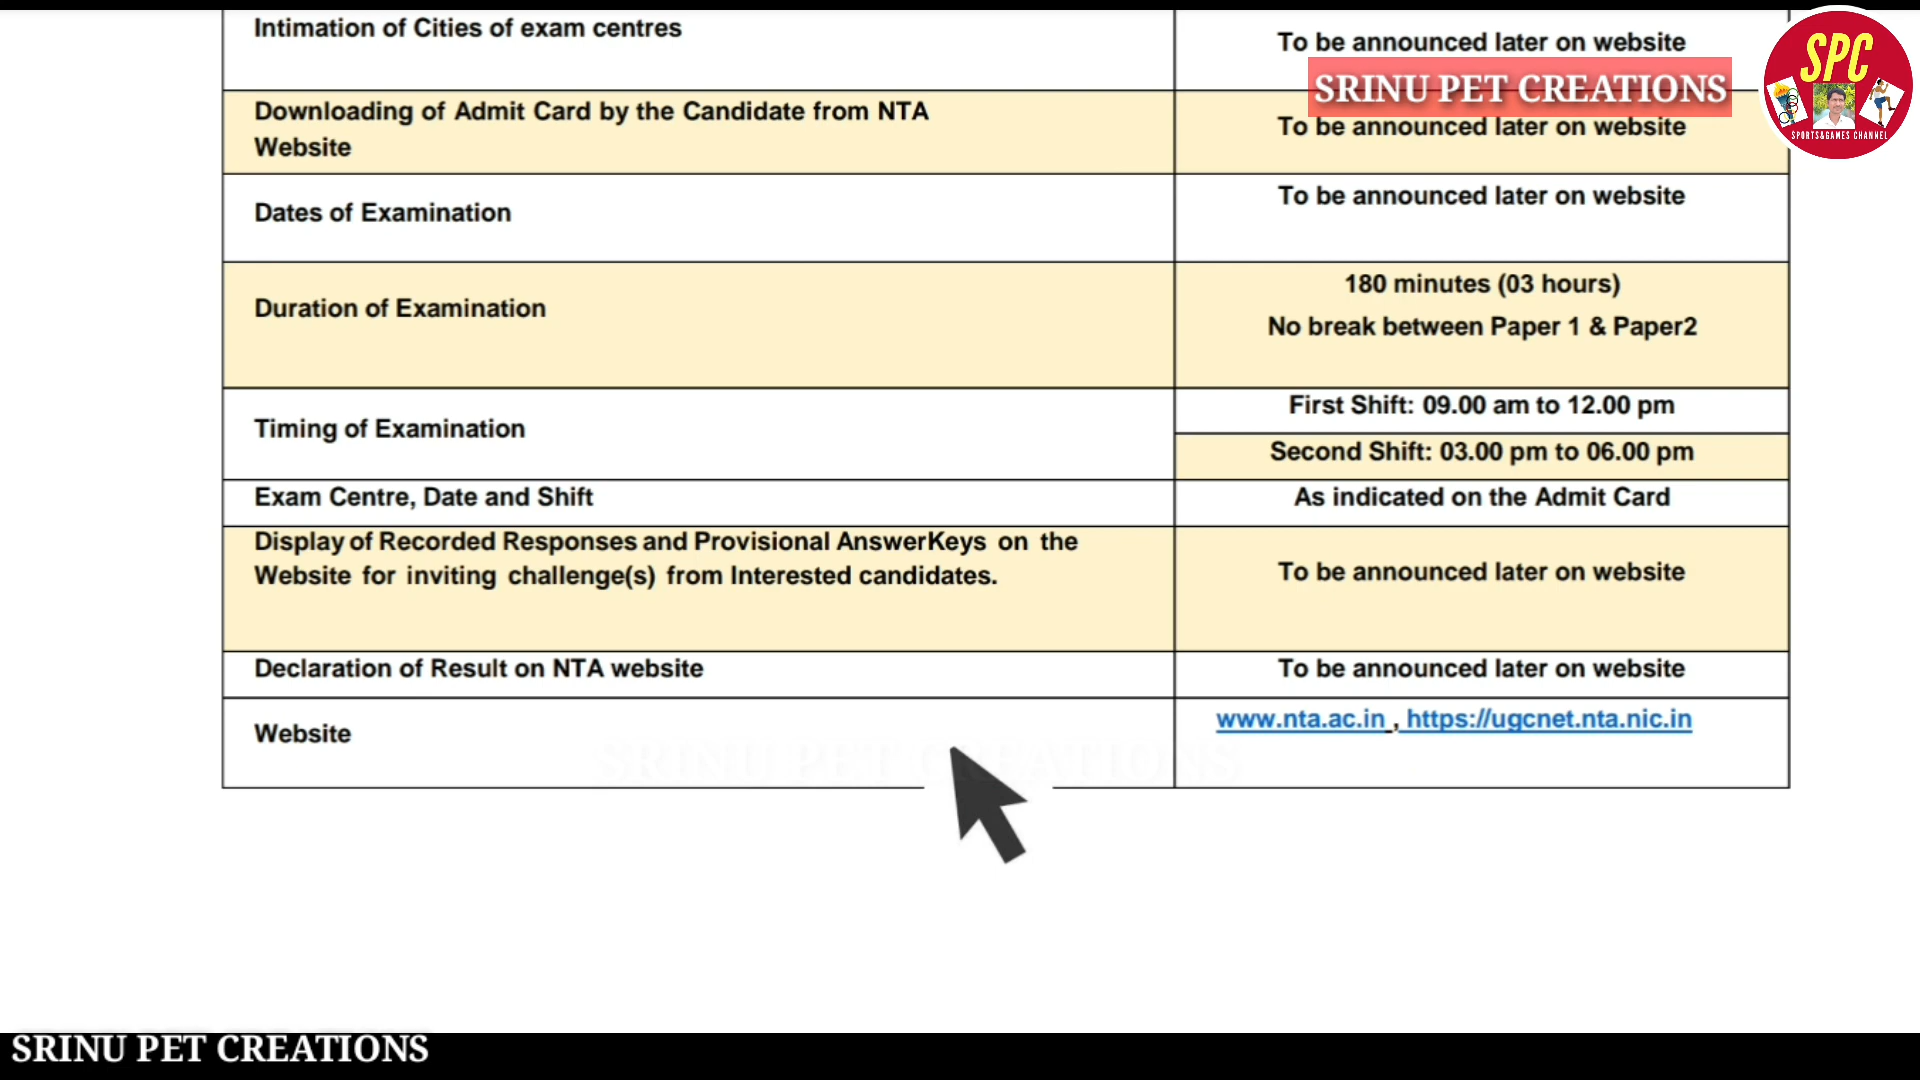 Intimation of Cities of exam centres
To be announced later on website
SRINU PET CREATIONS
SPC
SPORTS&GAMES CHANNEL
Downloading of Admit Card by the Candidate from NTA
Website
To be announced later on website
Dates of Examination
To be announced later on website
Duration of Examination
180 minutes (03 hours)
No break between Paper 1 & Paper2
Timing of Examination
First Shift: 09.00 am to 12.00 pm
Second Shift: 03.00 pm to 06.00 pm
Exam Centre, Date and Shift
As indicated on the Admit Card
Display of Recorded Responses and Provisional AnswerKeys on the
Website for inviting challenge(s) from Interested candidates.
To be announced later on website
Declaration of Result on NTA website
To be announced later on website
Website
www.nta.ac.in , https://ugcnet.nta.nic.in
SRINU PET CREATIONS
SRINU PET CREATIONS